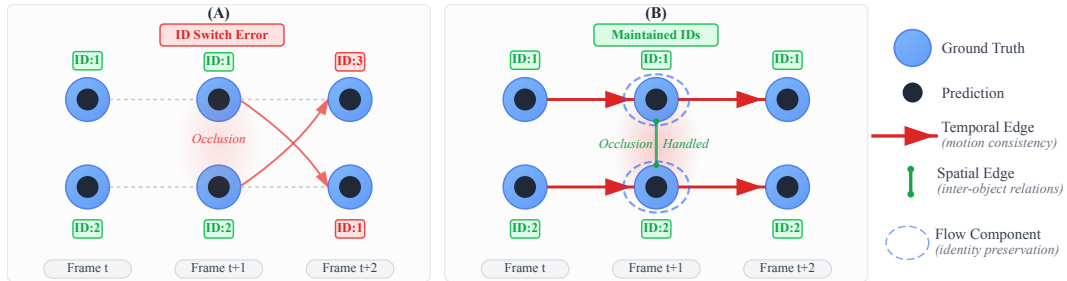 (A)
ID Switch Error
ID:1
ID:1
ID:3
Occlusion
ID:2
ID:2
ID:1
Frame t
Frame t+1
Frame t+2
(B)
Maintained IDs
ID:1
ID:1
ID:1
Occlusion Handled
ID:2
ID:2
ID:2
Frame t
Frame t+1
Frame t+2
Ground Truth
Prediction
Temporal Edge
(motion consistency)
Spatial Edge
(inter-object relations)
Flow Component
(identity preservation)